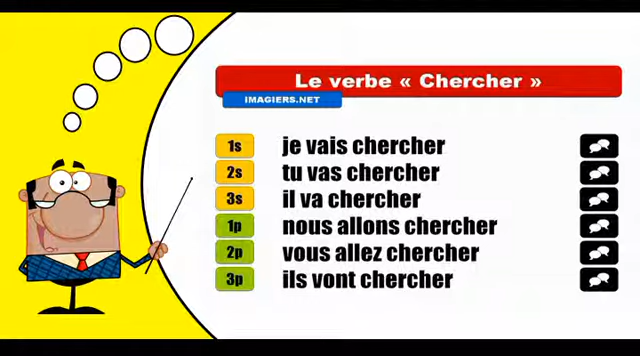 Le verbe « Chercher »
IMAGIERS.NET
1s je vais chercher
2s tu vas chercher
3s il va chercher
1p nous allons chercher
2p vous allez chercher
3p ils vont chercher